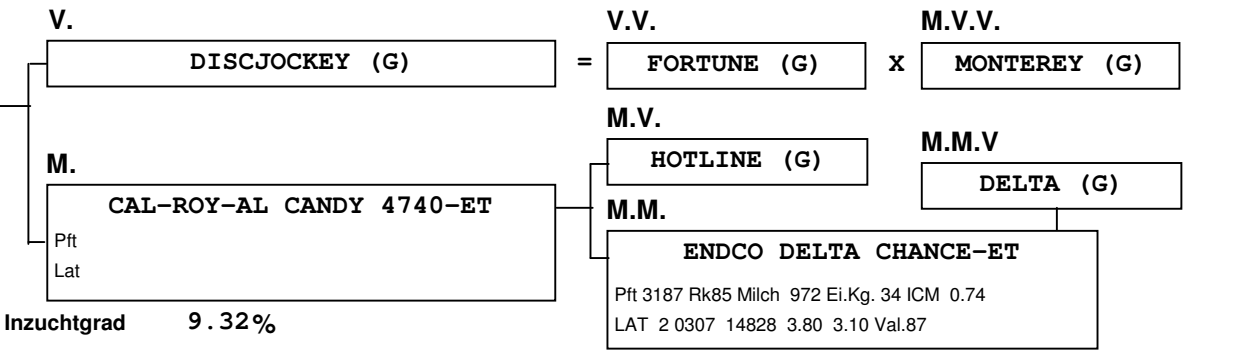 V.
V.V.
M.V.V.
DISCJOCKEY (G)
=
FORTUNE (G)
X
MONTEREY (G)
M.V.
HOTLINE (G)
M.M.V
DELTA (G)
M.
CAL-ROY-AL CANDY 4740-ET
Pft
Lat
M.M.
ENDCO DELTA CHANCE-ET
Pft 3187 Rk85 Milch 972 Ei.Kg. 34 ICM 0.74
LAT 2 0307 14828 3.80 3.10 Val.87
Inzuchtgrad 9.32%